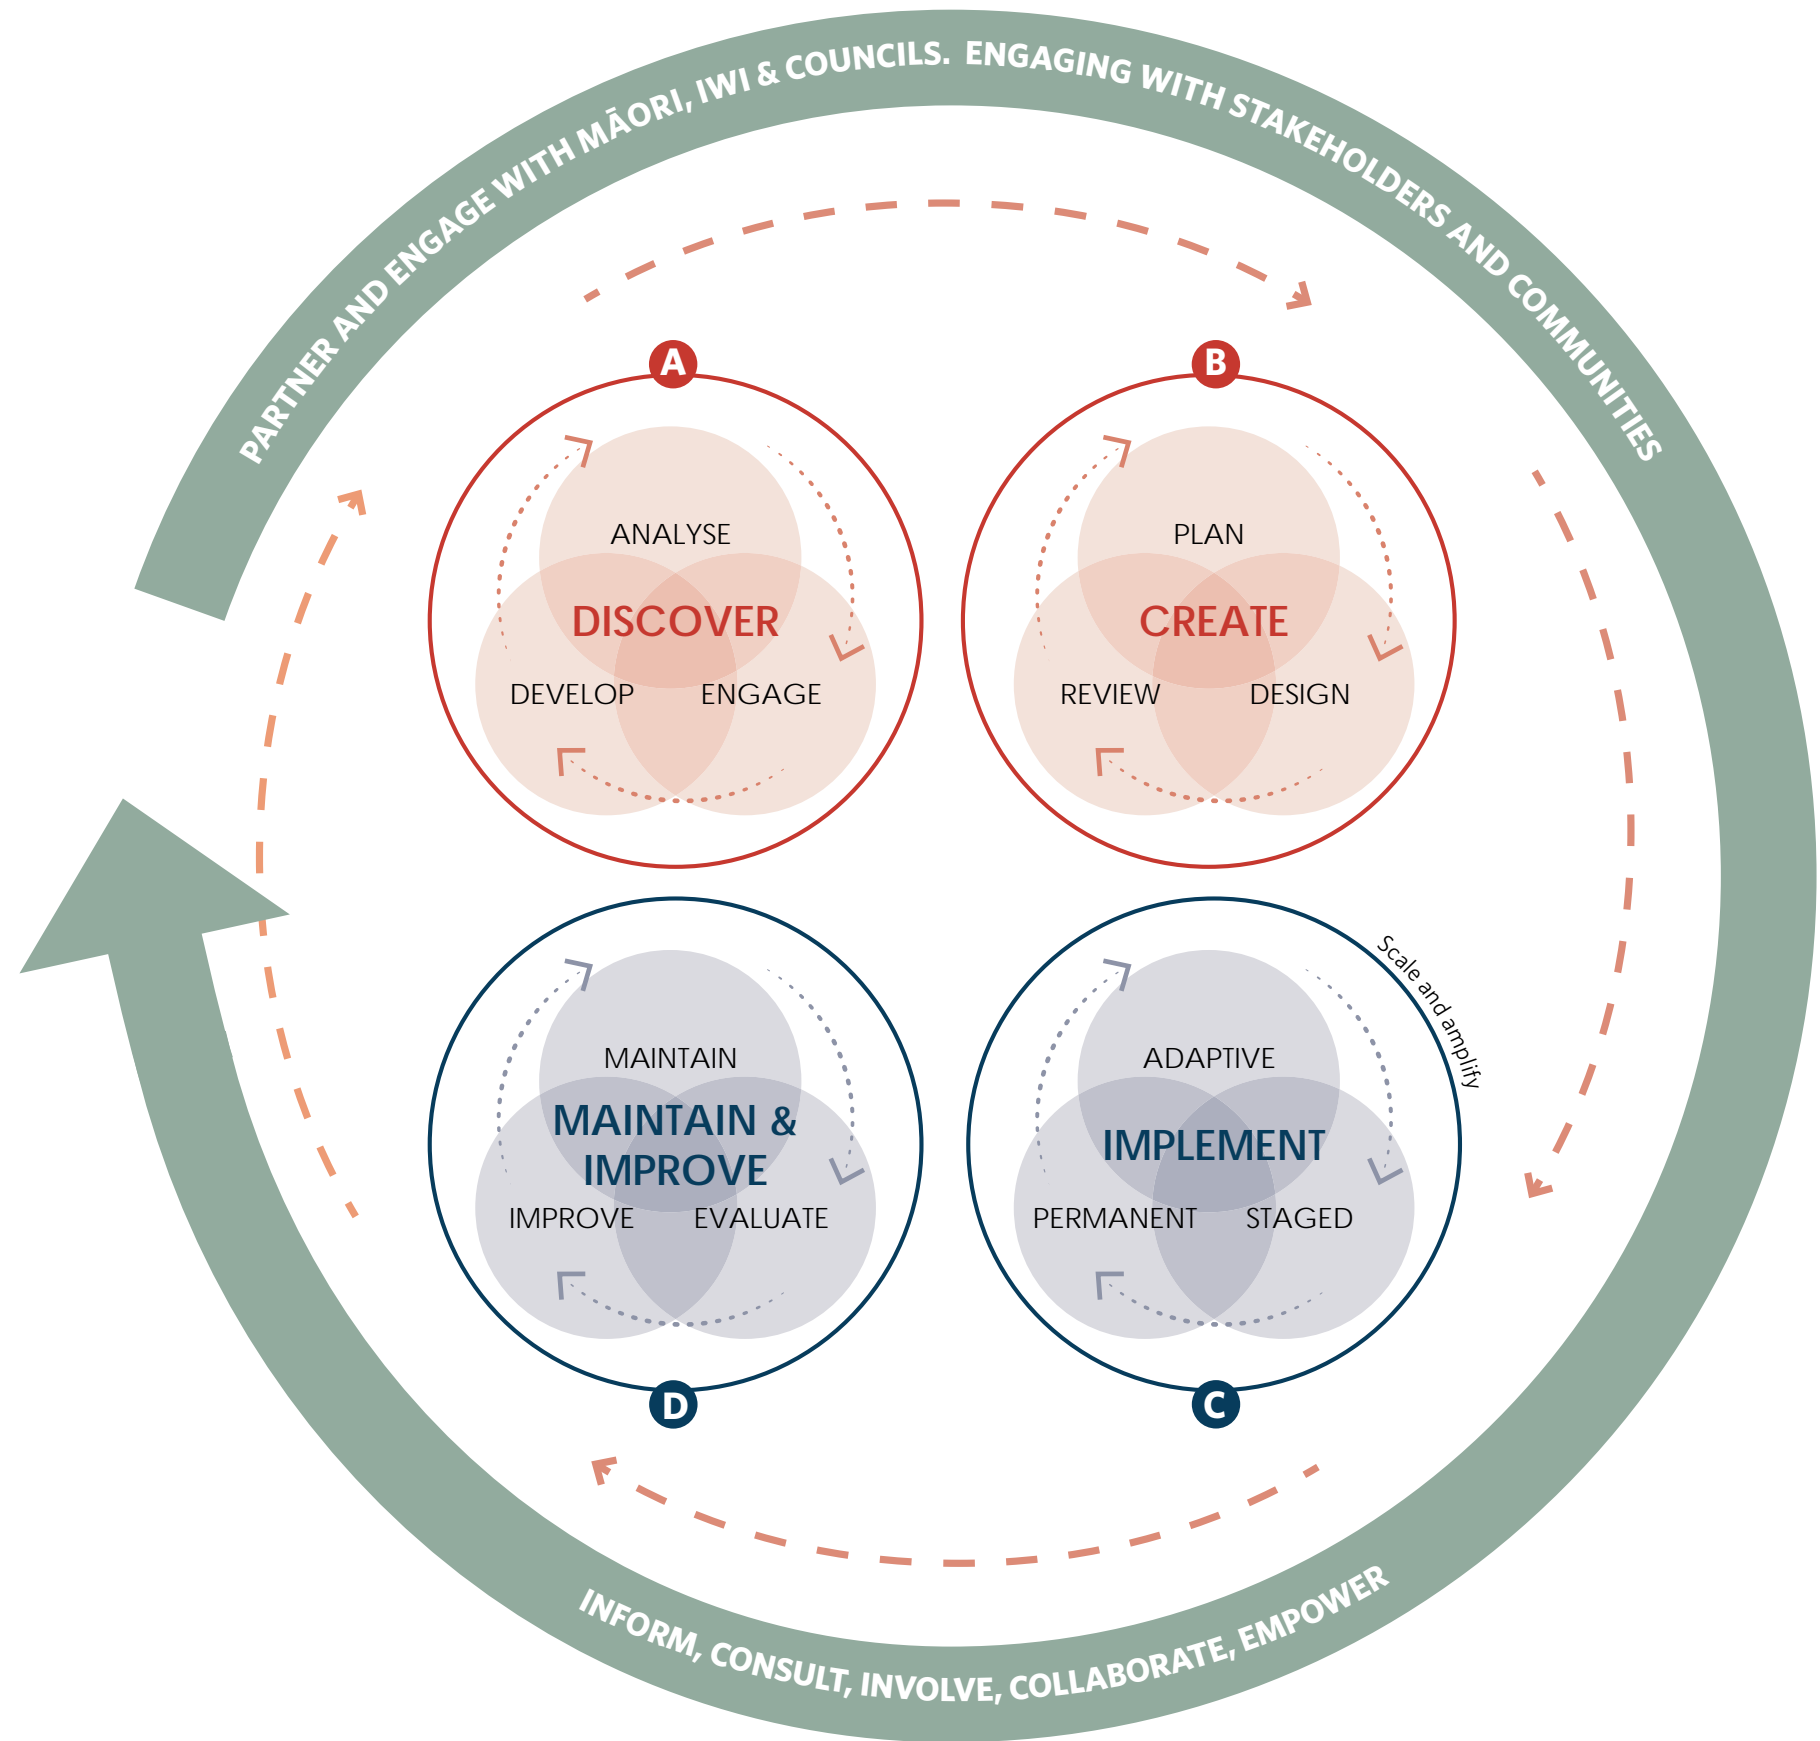 PARTNER AND ENGAGE WITH MĀORI, IWI & COUNCILS. ENGAGING WITH STAKEHOLDERS AND COMMUNITIES
A
ANALYSE
DISCOVER
DEVELOP
ENGAGE
B
PLAN
CREATE
REVIEW
DESIGN
MAINTAIN
MAINTAIN &
IMPROVE
IMPROVE
EVALUATE
D
Scale and amplify
ADAPTIVE
IMPLEMENT
PERMANENT
STAGED
C
INFORM, CONSULT, INVOLVE, COLLABORATE, EMPOWER